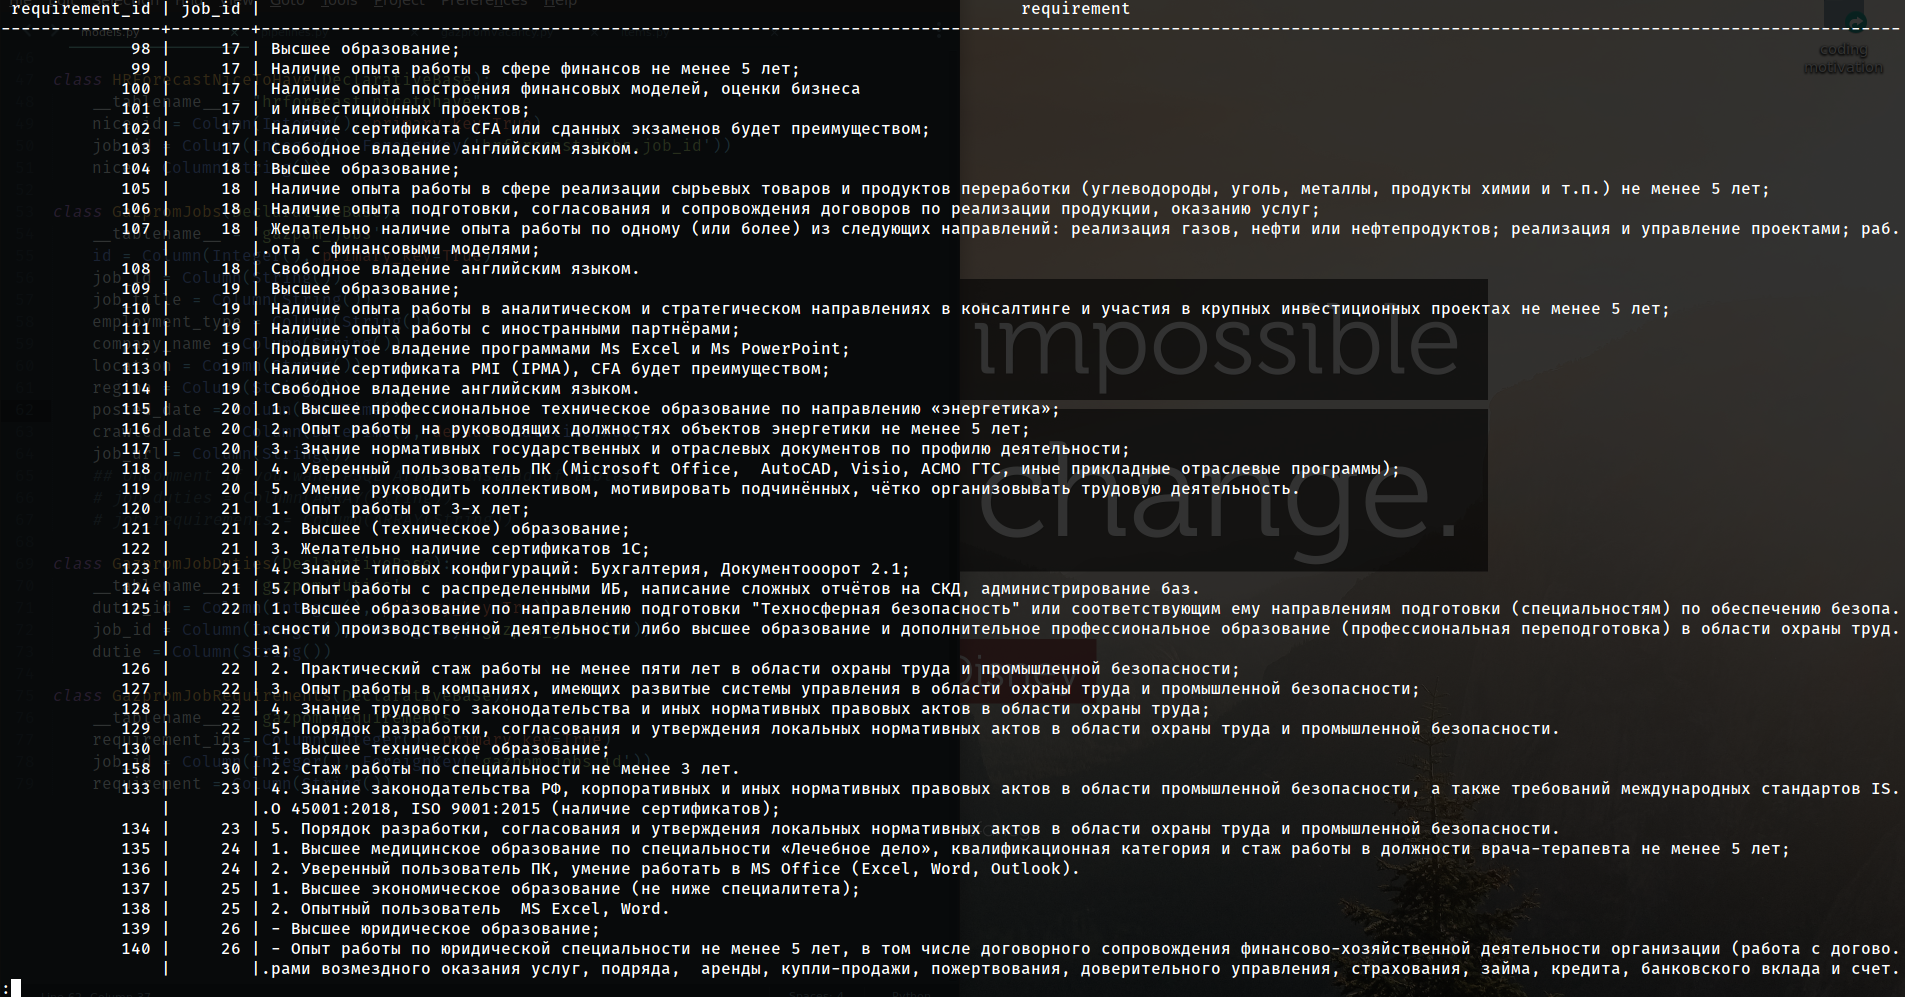 requirement_id | job_id | requirement
98 | 17 | Высшее образование;
99 | 17 | Наличие опыта работы в сфере финансов не менее 5 лет;
100 | 17 | Наличие опыта построения финансовых моделей, оценки бизнеса
101 | 17 | и инвестиционных проектов;
102 | 17 | Наличие сертификата CFA или сданных экзаменов будет преимуществом;
103 | 17 | Свободное владение английским языком.
104 | 18 | Высшее образование;
105 | 18 | Наличие опыта работы в сфере реализации сырьевых товаров и продуктов переработки (углеводороды, уголь, металлы, продукты химии и т.п.) не менее 5 лет;
106 | 18 | Наличие опыта подготовки, согласования и сопровождения договоров по реализации продукции, оказанию услуг;
107 | 18 | Желательно наличие опыта работы по одному (или более) из следующих направлений: реализация газов, нефти или нефтепродуктов; реализация и управление проектами; раб.
| |.ота с финансовыми моделями;
108 | 18 | Свободное владение английским языком.
109 | 19 | Высшее образование;
110 | 19 | Наличие опыта работы в аналитическом и стратегическом направлениях в консалтинге и участия в крупных инвестиционных проектах не менее 5 лет;
111 | 19 | Наличие опыта работы с иностранными партнёрами;
112 | 19 | Продвинутое владение программами Ms Excel и Ms PowerPoint;
113 | 19 | Наличие сертификата PMI (IPMA), CFA будет преимуществом;
114 | 19 | Свободное владение английским языком.
115 | 20 | 1. Высшее профессиональное техническое образование по направлению «энергетика»;
116 | 20 | 2. Опыт работы на руководящих должностях объектов энергетики не менее 5 лет;
117 | 20 | 3. Знание нормативных государственных и отраслевых документов по профилю деятельности;
118 | 20 | 4. Уверенный пользователь ПК (Microsoft Office,  AutoCAD, Visio, АСМО ГТС, иные прикладные отраслевые программы);
119 | 20 | 5. Умение руководить коллективом, мотивировать подчинённых, чётко организовывать трудовую деятельность.
120 | 21 | 1. Опыт работы от 3-х лет;
121 | 21 | 2. Высшее (техническое) образование;
122 | 21 | 3. Желательно наличие сертификатов 1С;
123 | 21 | 4. Знание типовых конфигураций: Бухгалтерия, Документооорот 2.1;
124 | 21 | 5. Опыт работы с распределенными ИБ, написание сложных отчётов на СКД, администрирование баз.
125 | 22 | 1. Высшее образование по направлению подготовки "Техносферная безопасность" или соответствующим ему направлениям подготовки (специальностям) по обеспечению безопа.
| |.сности производственной деятельности либо высшее образование и дополнительное профессиональное образование (профессиональная переподготовка) в области охраны труд.
| |.а;
126 | 22 | 2. Практический стаж работы не менее пяти лет в области охраны труда и промышленной безопасности;
127 | 22 | 3. Опыт работы в компаниях, имеющих развитые системы управления в области охраны труда и промышленной безопасности;
128 | 22 | 4. Знание трудового законодательства и иных нормативных правовых актов в области охраны труда;
129 | 22 | 5. Порядок разработки, согласования и утверждения локальных нормативных актов в области охраны труда и промышленной безопасности.
130 | 23 | 1. Высшее техническое образование;
158 | 30 | 2. Стаж работы по специальности не менее 3 лет.
133 | 23 | 4. Знание законодательства РФ, корпоративных и иных нормативных правовых актов в области промышленной безопасности, а также требований международных стандартов IS.
| |.O 45001:2018, ISO 9001:2015 (наличие сертификатов);
134 | 23 | 5. Порядок разработки, согласования и утверждения локальных нормативных актов в области охраны труда и промышленной безопасности.
135 | 24 | 1. Высшее медицинское образование по специальности «Лечебное дело», квалификационная категория и стаж работы в должности врача-терапевта не менее 5 лет;
136 | 24 | 2. Уверенный пользователь ПК, умение работать в MS Office (Excel, Word, Outlook).
137 | 25 | 1. Высшее экономическое образование (не ниже специалитета);
138 | 25 | 2. Опытный пользователь  MS Excel, Word.
139 | 26 | - Высшее юридическое образование;
140 | 26 | - Опыт работы по юридической специальности не менее 5 лет, в том числе договорного сопровождения финансово-хозяйственной деятельности организации (работа с догово.
| |.рами возмездного оказания услуг, подряда,  аренды, купли-продажи, пожертвования, доверительного управления, страхования, займа, кредита, банковского вклада и счет.
:
coding
motivation
impossible
change.
Disney